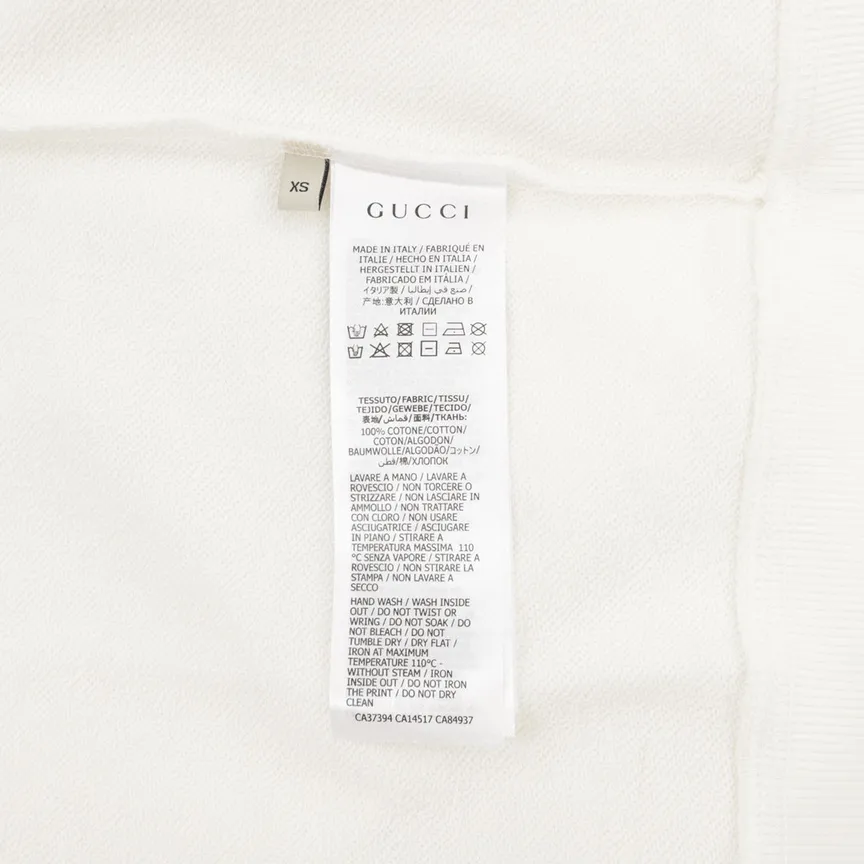 XS
GUCCI
MADE IN ITALY / FABRIQUÉ EN
ITALIE / HECHO EN ITALIA /
HERGESTELLT IN ITALIEN /
FABRICADO EM ITÁLIA /
イタリア製 / صنع في إيطاليا /
产地:意大利 / СДЕЛАНО В
ИТАЛИИ
TESSUTO/FABRIC/TISSU/
TEJIDO/GEWEBE/TECIDO/
表地/قماش/面料/ТКАНЬ:
100% COTONE/COTTON/
COTON/ALGODON/
BAUMWOLLE/ALGODÃO/コットン/
قطن/棉/ХЛОПОК
LAVARE A MANO / LAVARE A
ROVESCIO / NON TORCERE O
STRIZZARE / NON LASCIARE IN
AMMOLLO / NON TRATTARE
CON CLORO / NON USARE
ASCIUGATRICE / ASCIUGARE
IN PIANO / STIRARE A
TEMPERATURA MASSIMA 110
°C SENZA VAPORE / STIRARE A
ROVESCIO / NON STIRARE LA
STAMPA / NON LAVARE A
SECCO
HAND WASH / WASH INSIDE
OUT / DO NOT TWIST OR
WRING / DO NOT SOAK / DO
NOT BLEACH / DO NOT
TUMBLE DRY / DRY FLAT /
IRON AT MAXIMUM
TEMPERATURE 110°C -
WITHOUT STEAM / IRON
INSIDE OUT / DO NOT IRON
THE PRINT / DO NOT DRY
CLEAN
CA37394 CA14517 CA84937